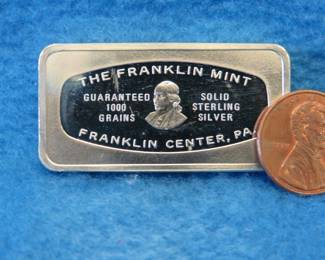 THE FRANKLIN MINT
GUARANTEED SOLID
1000 STERLING
GRAINS SILVER
FRANKLIN CENTER, PA.